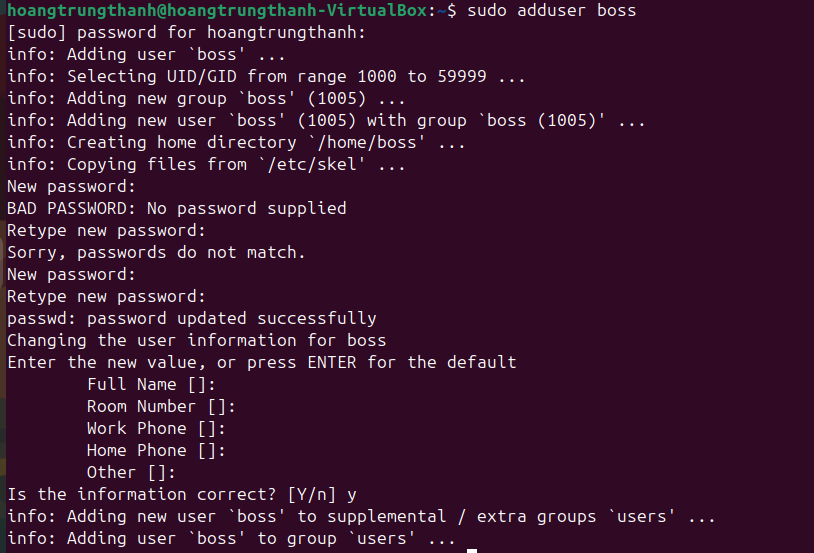 hoangtrungthanh@hoangtrungthanh-VirtualBox:~$ sudo adduser boss
[sudo] password for hoangtrungthanh:
info: Adding user `boss' ...
info: Selecting UID/GID from range 1000 to 59999 ...
info: Adding new group `boss' (1005) ...
info: Adding new user `boss' (1005) with group `boss (1005)' ...
info: Creating home directory `/home/boss' ...
info: Copying files from `/etc/skel' ...
New password:
BAD PASSWORD: No password supplied
Retype new password:
Sorry, passwords do not match.
New password:
Retype new password:
passwd: password updated successfully
Changing the user information for boss
Enter the new value, or press ENTER for the default
        Full Name []:
        Room Number []:
        Work Phone []:
        Home Phone []:
        Other []:
Is the information correct? [Y/n] y
info: Adding new user `boss' to supplemental / extra groups `users' ...
info: Adding user `boss' to group `users' ...